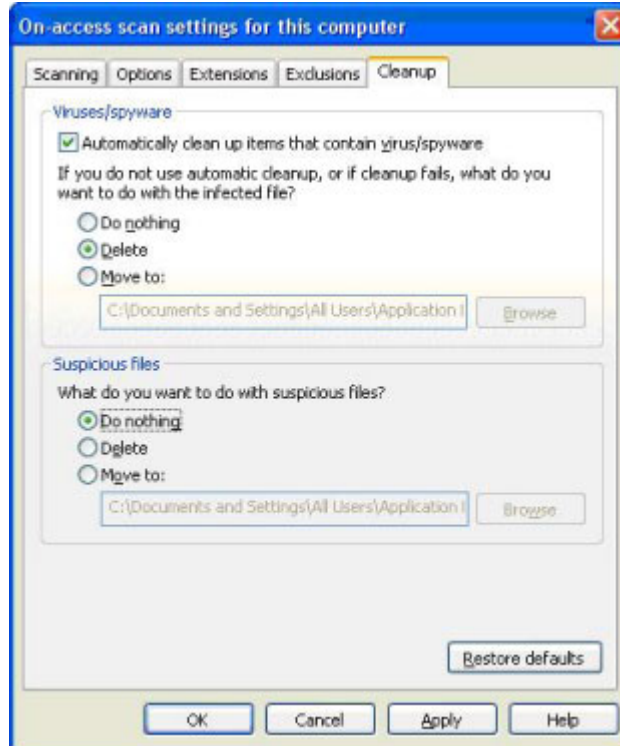 On-access scan settings for this computer
Scanning Options Extensions Exclusions Cleanup
Viruses/spyware
Automatically clean up items that contain virus/spyware
If you do not use automatic cleanup, or if cleanup fails, what do you
want to do with the infected file?
Do nothing
Delete
Move to:
C:\Documents and Settings\All Users\Application
Browse
Suspicious files
What do you want to do with suspicious files?
Do nothing
Delete
Move to:
C:\Documents and Settings\All Users\Application
Browse
Restore defaults
OK Cancel Apply Help